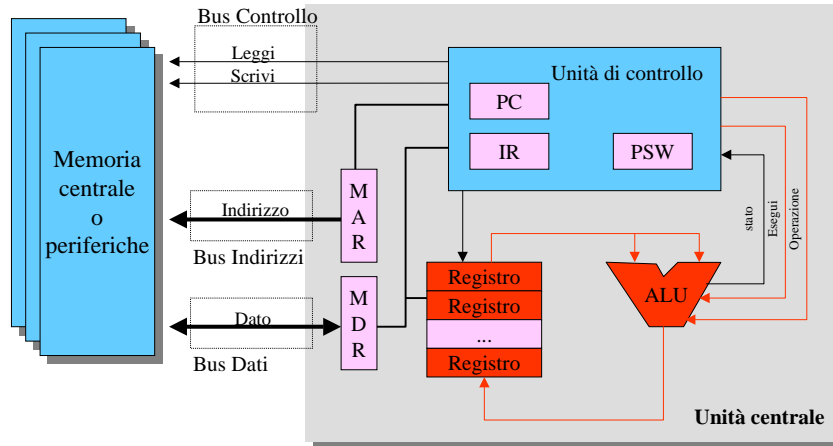 Bus Controllo
Leggi
Scrivi
Unità di controllo
PC
IR
PSW
Memoria
centrale
o
periferiche
M
A
R
Indirizzo
Bus Indirizzi
stato
Esegui
Operazione
Registro
Registro
...
Registro
ALU
M
D
R
Dato
Bus Dati
Unità centrale